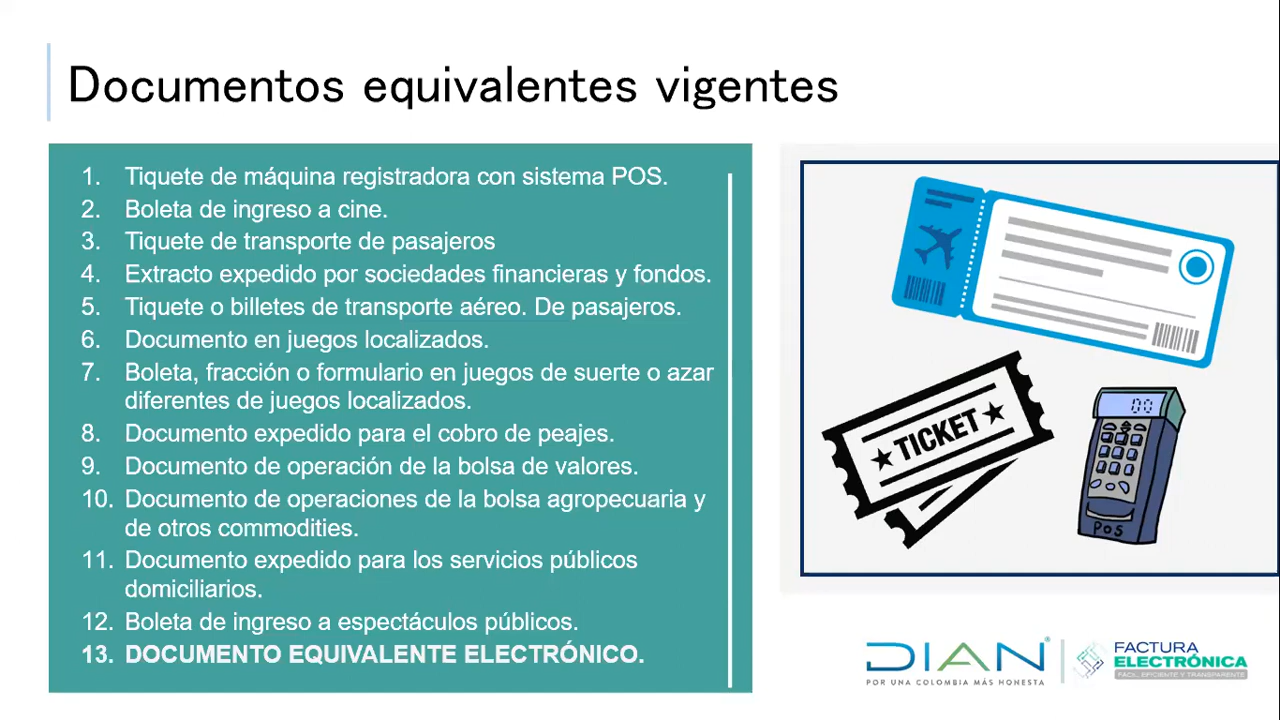 Documentos equivalentes vigentes
1. Tiquete de máquina registradora con sistema POS.
2. Boleta de ingreso a cine.
3. Tiquete de transporte de pasajeros
4. Extracto expedido por sociedades financieras y fondos.
5. Tiquete o billetes de transporte aéreo. De pasajeros.
6. Documento en juegos localizados.
7. Boleta, fracción o formulario en juegos de suerte o azar
diferentes de juegos localizados.
8. Documento expedido para el cobro de peajes.
9. Documento de operación de la bolsa de valores.
10. Documento de operaciones de la bolsa agropecuaria y
de otros commodities.
11. Documento expedido para los servicios públicos
domiciliarios.
12. Boleta de ingreso a espectáculos públicos.
13. DOCUMENTO EQUIVALENTE ELECTRÓNICO.
★ TICKET ★
00
POS
DIAN®
POR UNA COLOMBIA MÁS HONESTA
FACTURA
ELECTRÓNICA
FÁCIL, EFICIENTE Y TRANSPARENTE